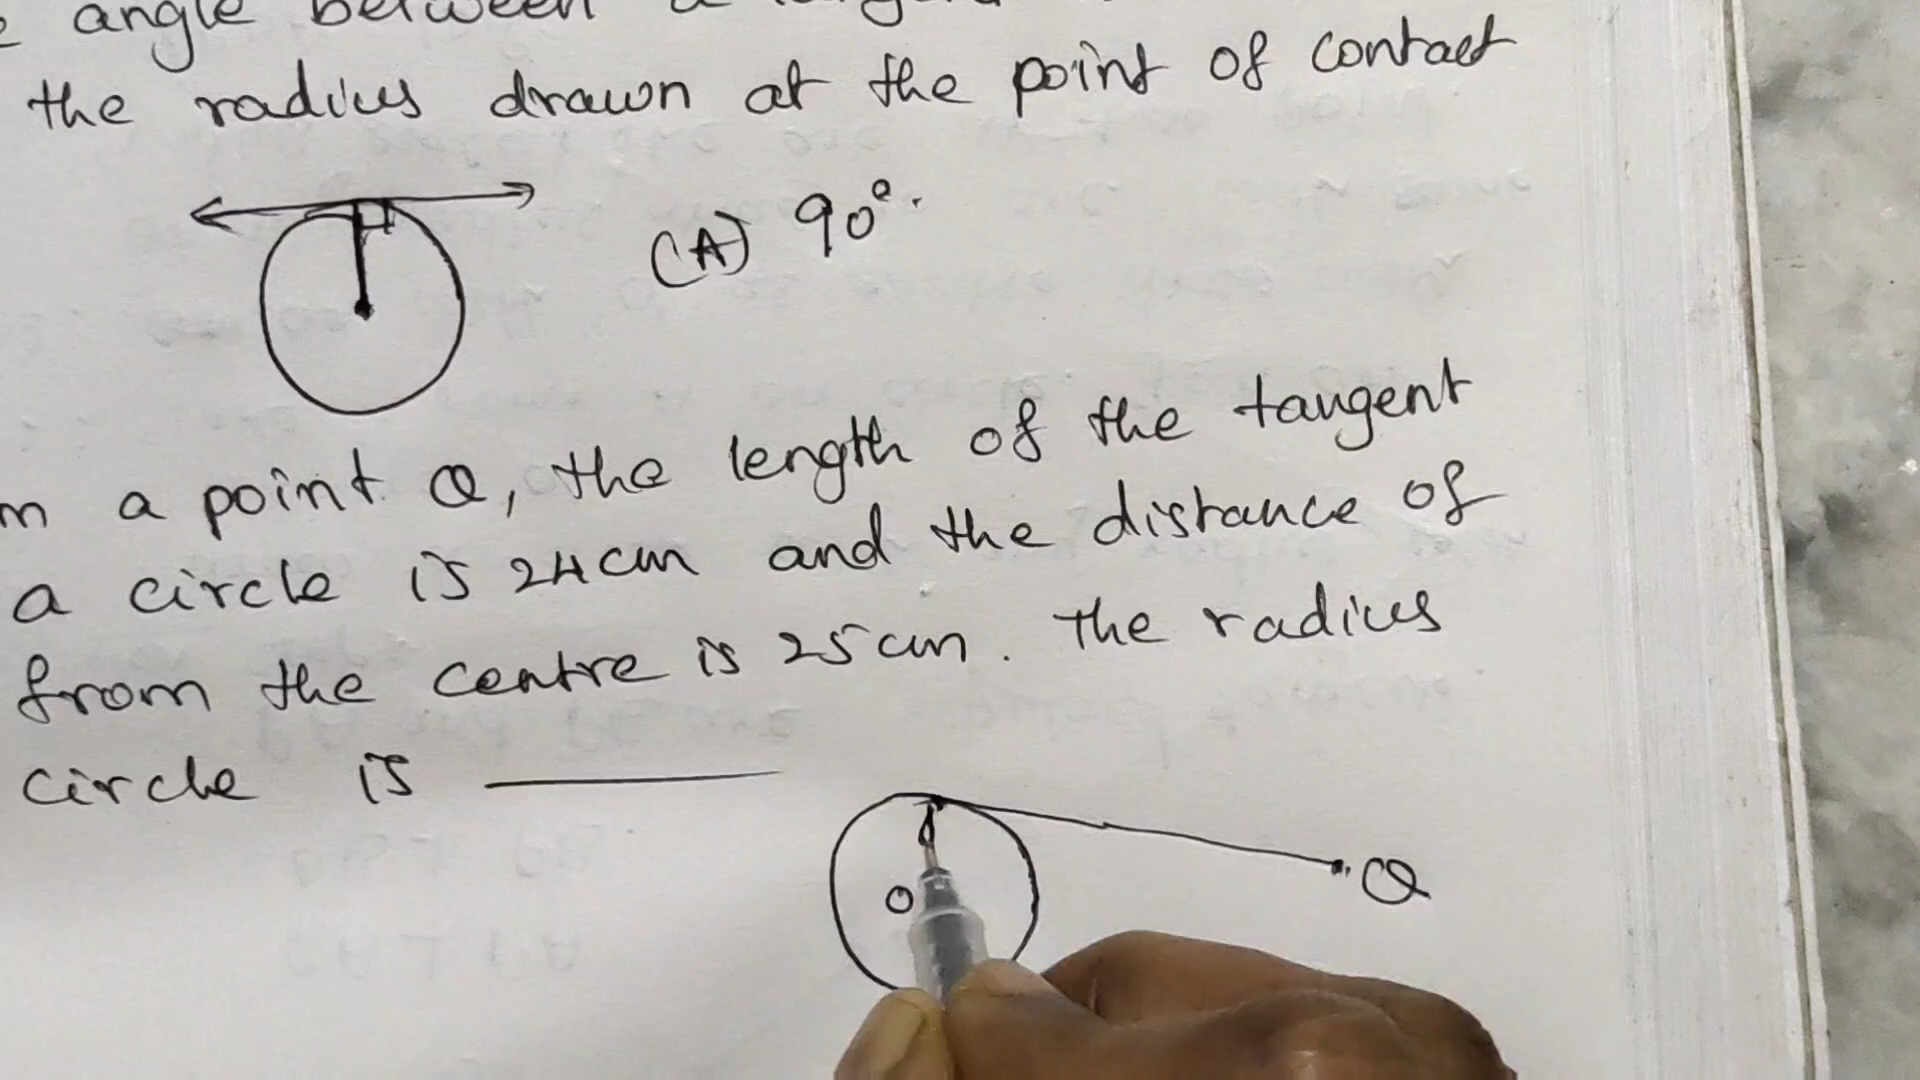 angle between a
the radius drawn at the point of contact
(A) 90°.
a point Q, the length of the tangent
a circle is 24cm and the distance of
from the centre is 25cm. The radius
circle is
O
Q